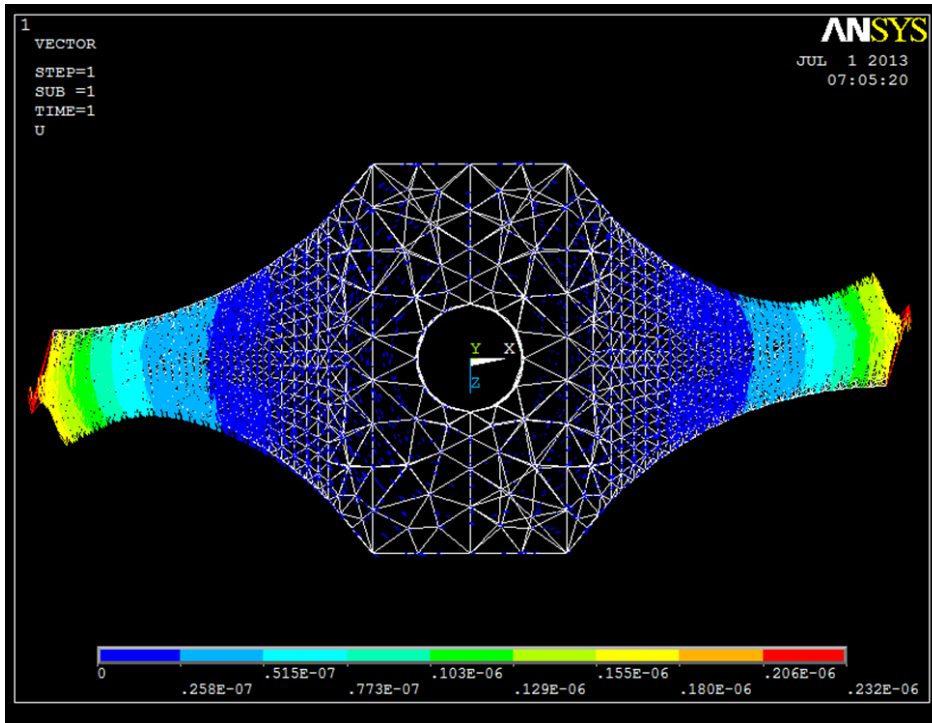 1
VECTOR
STEP=1
SUB =1
TIME=1
U
ANSYS
JUL  1 2013
07:05:20
Y X
Z
0 .515E-07 .103E-06 .155E-06 .206E-06
.258E-07 .773E-07 .129E-06 .180E-06 .232E-06